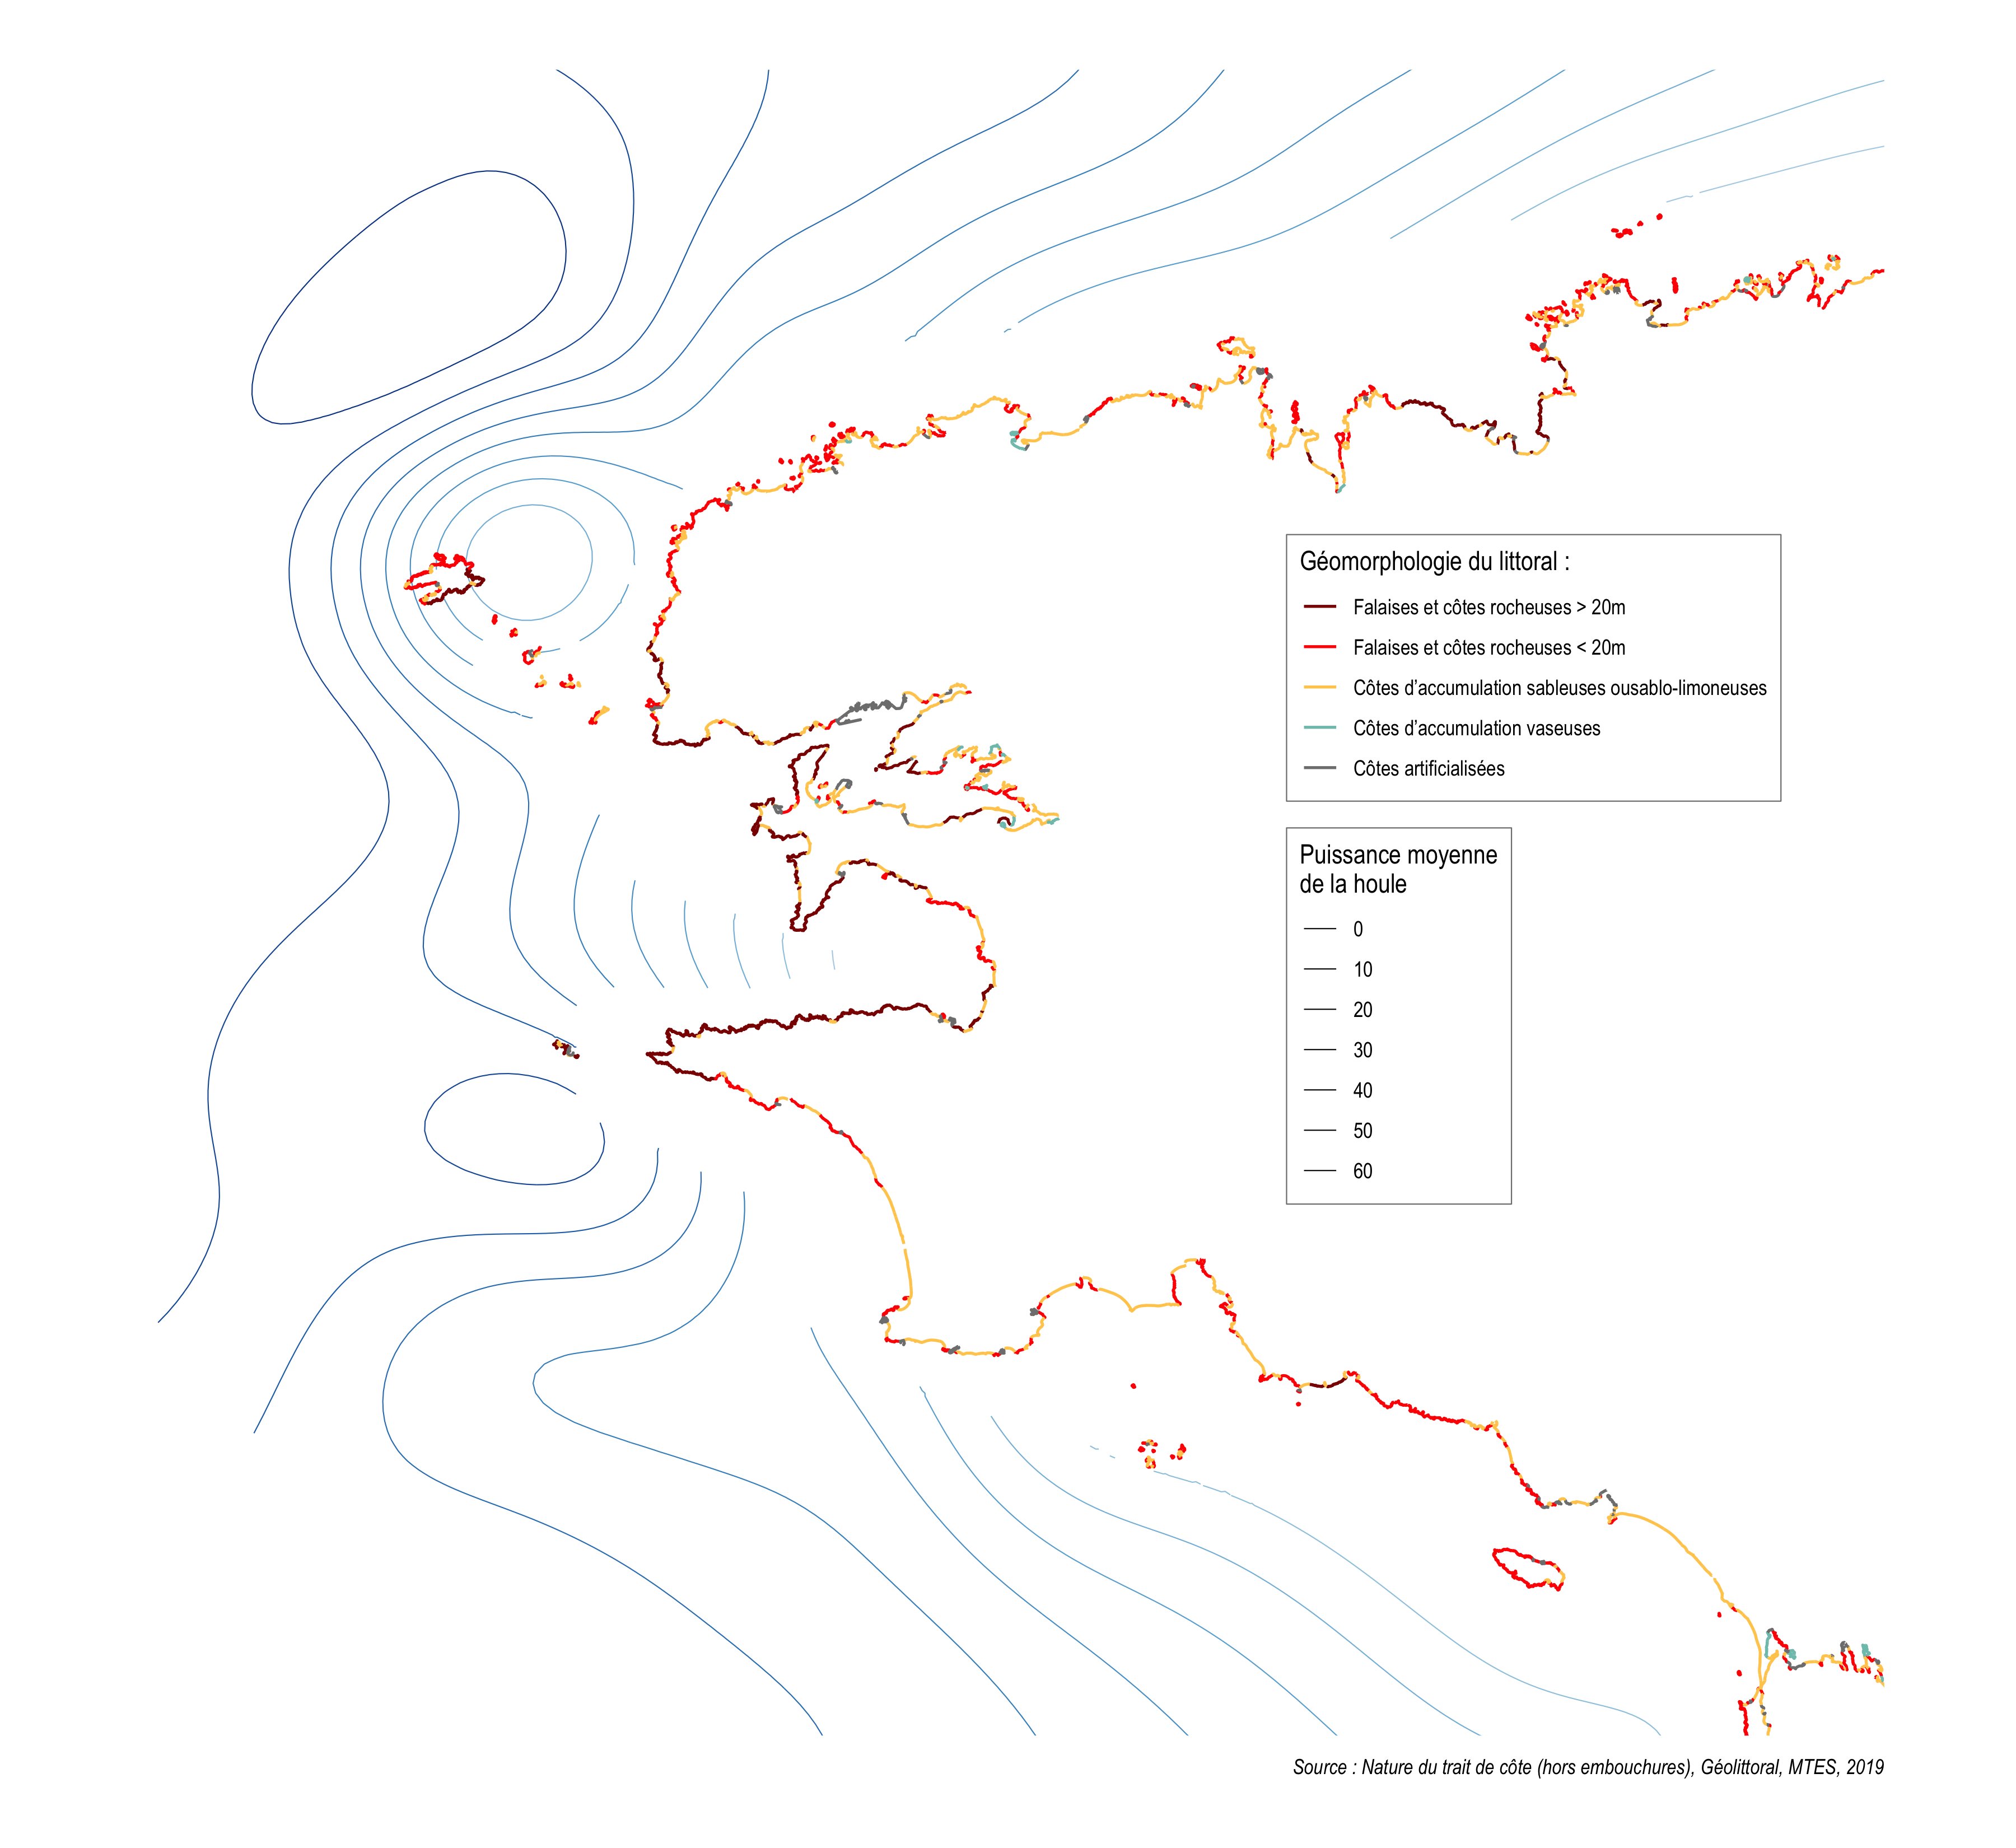 Géomorphologie du littoral :
Falaises et côtes rocheuses > 20m
Falaises et côtes rocheuses < 20m
Côtes d'accumulation sableuses ousablo-limoneuses
Côtes d'accumulation vaseuses
Côtes artificialisées
Puissance moyenne
de la houle
0
10
20
30
40
50
60
Source : Nature du trait de côte (hors embouchures), Géolittoral, MTES, 2019